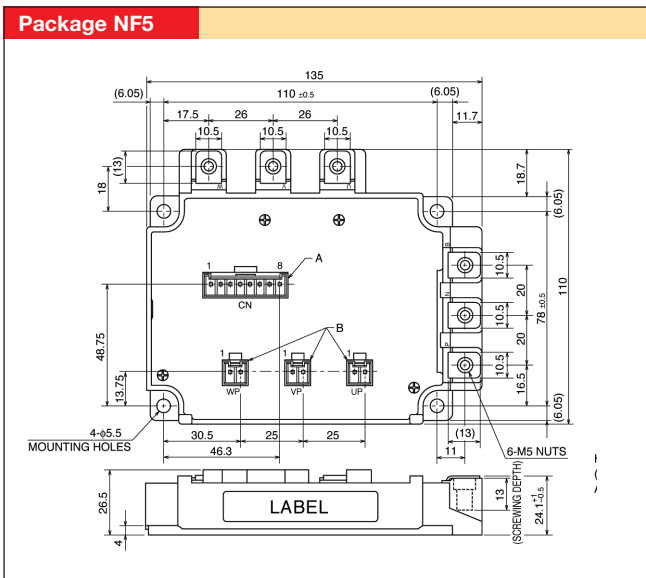 Package NF5
135
(6.05) 110 ±0.5 (6.05)
17.5 26 26 11.7
10.5 10.5 10.5
(13)
18
W V U
18.7
(6.05)
1 8 A
CN
B
N
P
10.5
20
10.5
20
10.5
16.5
78 ±0.5
110
(6.05)
48.75
13.75
1 1 1 B
WP VP UP
4-φ5.5
MOUNTING HOLES
30.5 25 25
46.3
(13)
11
6-M5 NUTS
26.5
4
LABEL
(SCREWING DEPTH)
13
24.1 +1 −0.5